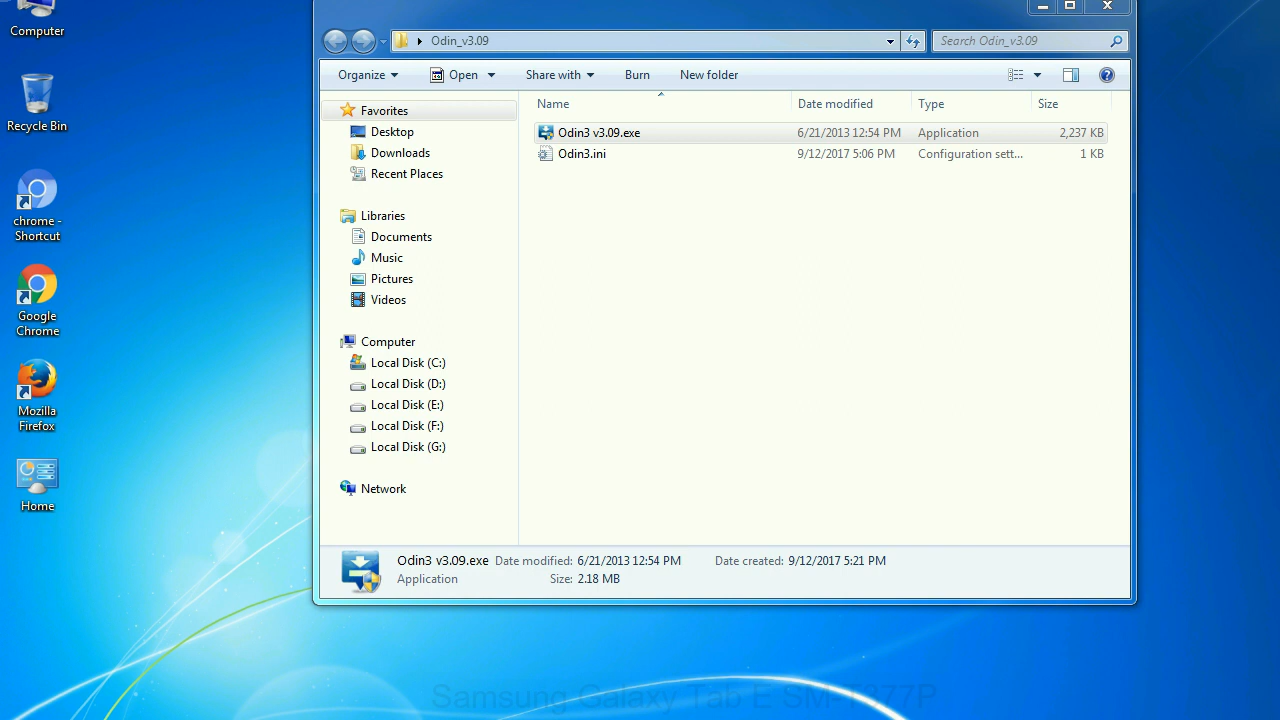 Computer
Recycle Bin
chrome -
Shortcut
Google
Chrome
Mozilla
Firefox
Home
Odin_v3.09
Search Odin_v3.09
Organize
Open
Share with
Burn
New folder
Name
Date modified
Type
Size
Odin3 v3.09.exe 6/21/2013 12:54 PM Application 2,237 KB
Odin3.ini 9/12/2017 5:06 PM Configuration sett... 1 KB
Favorites
Desktop
Downloads
Recent Places
Libraries
Documents
Music
Pictures
Videos
Computer
Local Disk (C:)
Local Disk (D:)
Local Disk (E:)
Local Disk (F:)
Local Disk (G:)
Network
Odin3 v3.09.exe Date modified: 6/21/2013 12:54 PM Date created: 9/12/2017 5:21 PM
Application Size: 2.18 MB
Samsung Galaxy Tab E SM-T377P